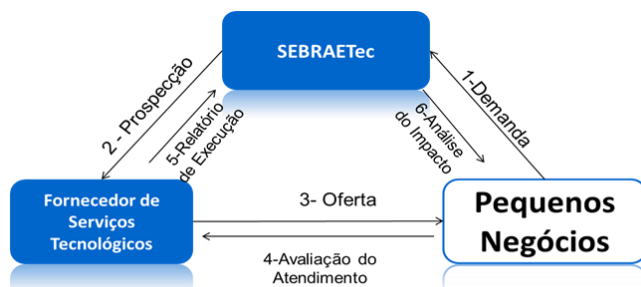 SEBRAETec
2 - Prospecção
5-Relatório
de Execução
6-Análise
do Impacto
1-Demanda
Fornecedor de
Serviços
Tecnológicos
3- Oferta
4-Avaliação do
Atendimento
Pequenos
Negócios